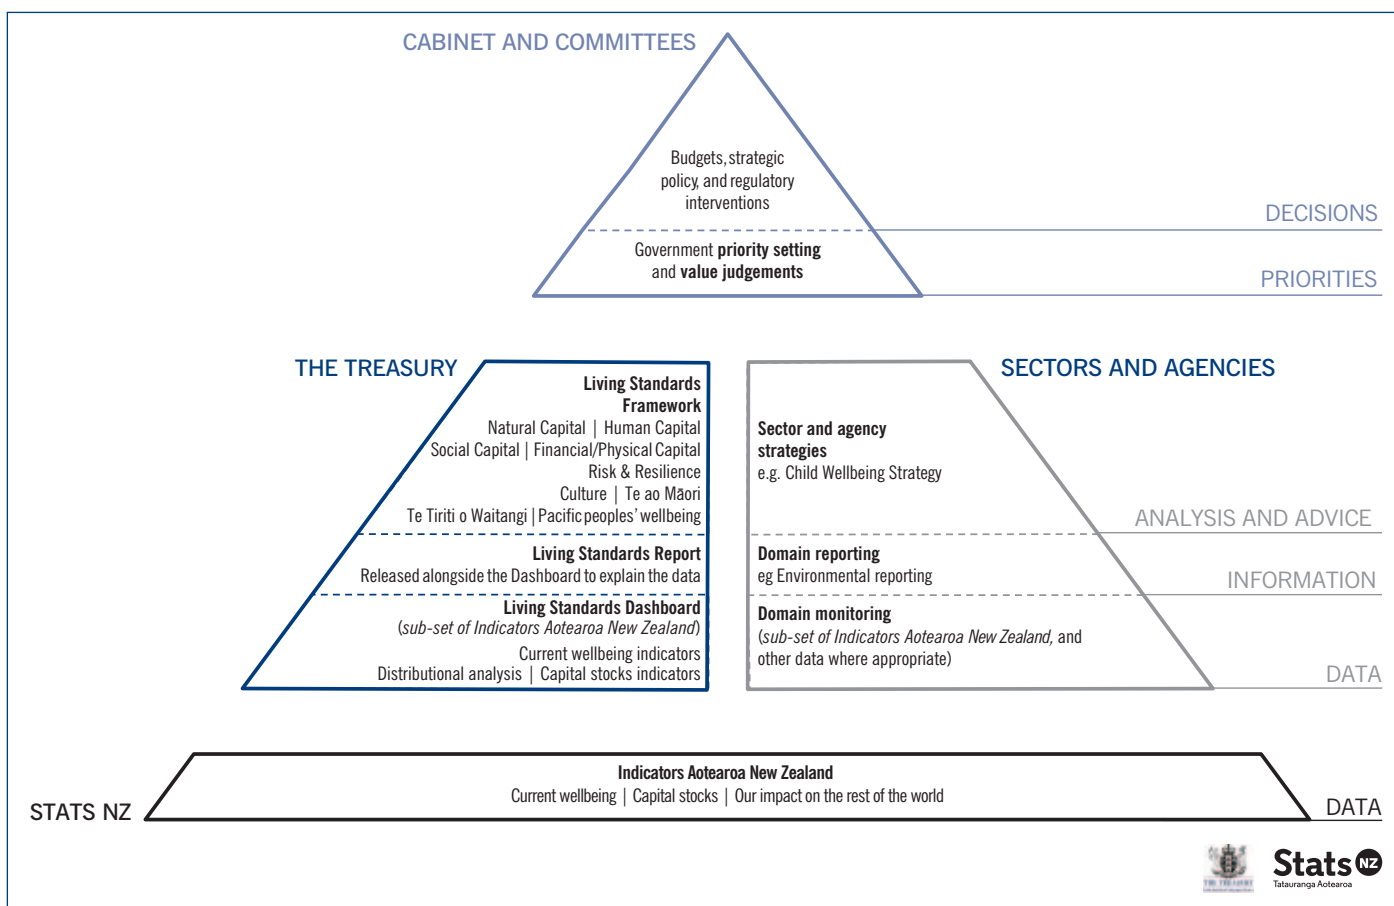 CABINET AND COMMITTEES
Budgets, strategic
policy, and regulatory
interventions
DECISIONS
Government priority setting
and value judgements
PRIORITIES
THE TREASURY
Living Standards
Framework
Natural Capital | Human Capital
Social Capital | Financial/Physical Capital
Risk & Resilience
Culture | Te ao Māori
Te Tiriti o Waitangi | Pacific peoples' wellbeing
Living Standards Report
Released alongside the Dashboard to explain the data
Living Standards Dashboard
(sub-set of Indicators Aotearoa New Zealand)
Current wellbeing indicators
Distributional analysis | Capital stocks indicators
SECTORS AND AGENCIES
Sector and agency
strategies
e.g. Child Wellbeing Strategy
ANALYSIS AND ADVICE
Domain reporting
eg Environmental reporting
INFORMATION
Domain monitoring
(sub-set of Indicators Aotearoa New Zealand, and
other data where appropriate)
DATA
Indicators Aotearoa New Zealand
Current wellbeing | Capital stocks | Our impact on the rest of the world
STATS NZ
DATA
THE TREASURY
Stats NZ
Tatauranga Aotearoa